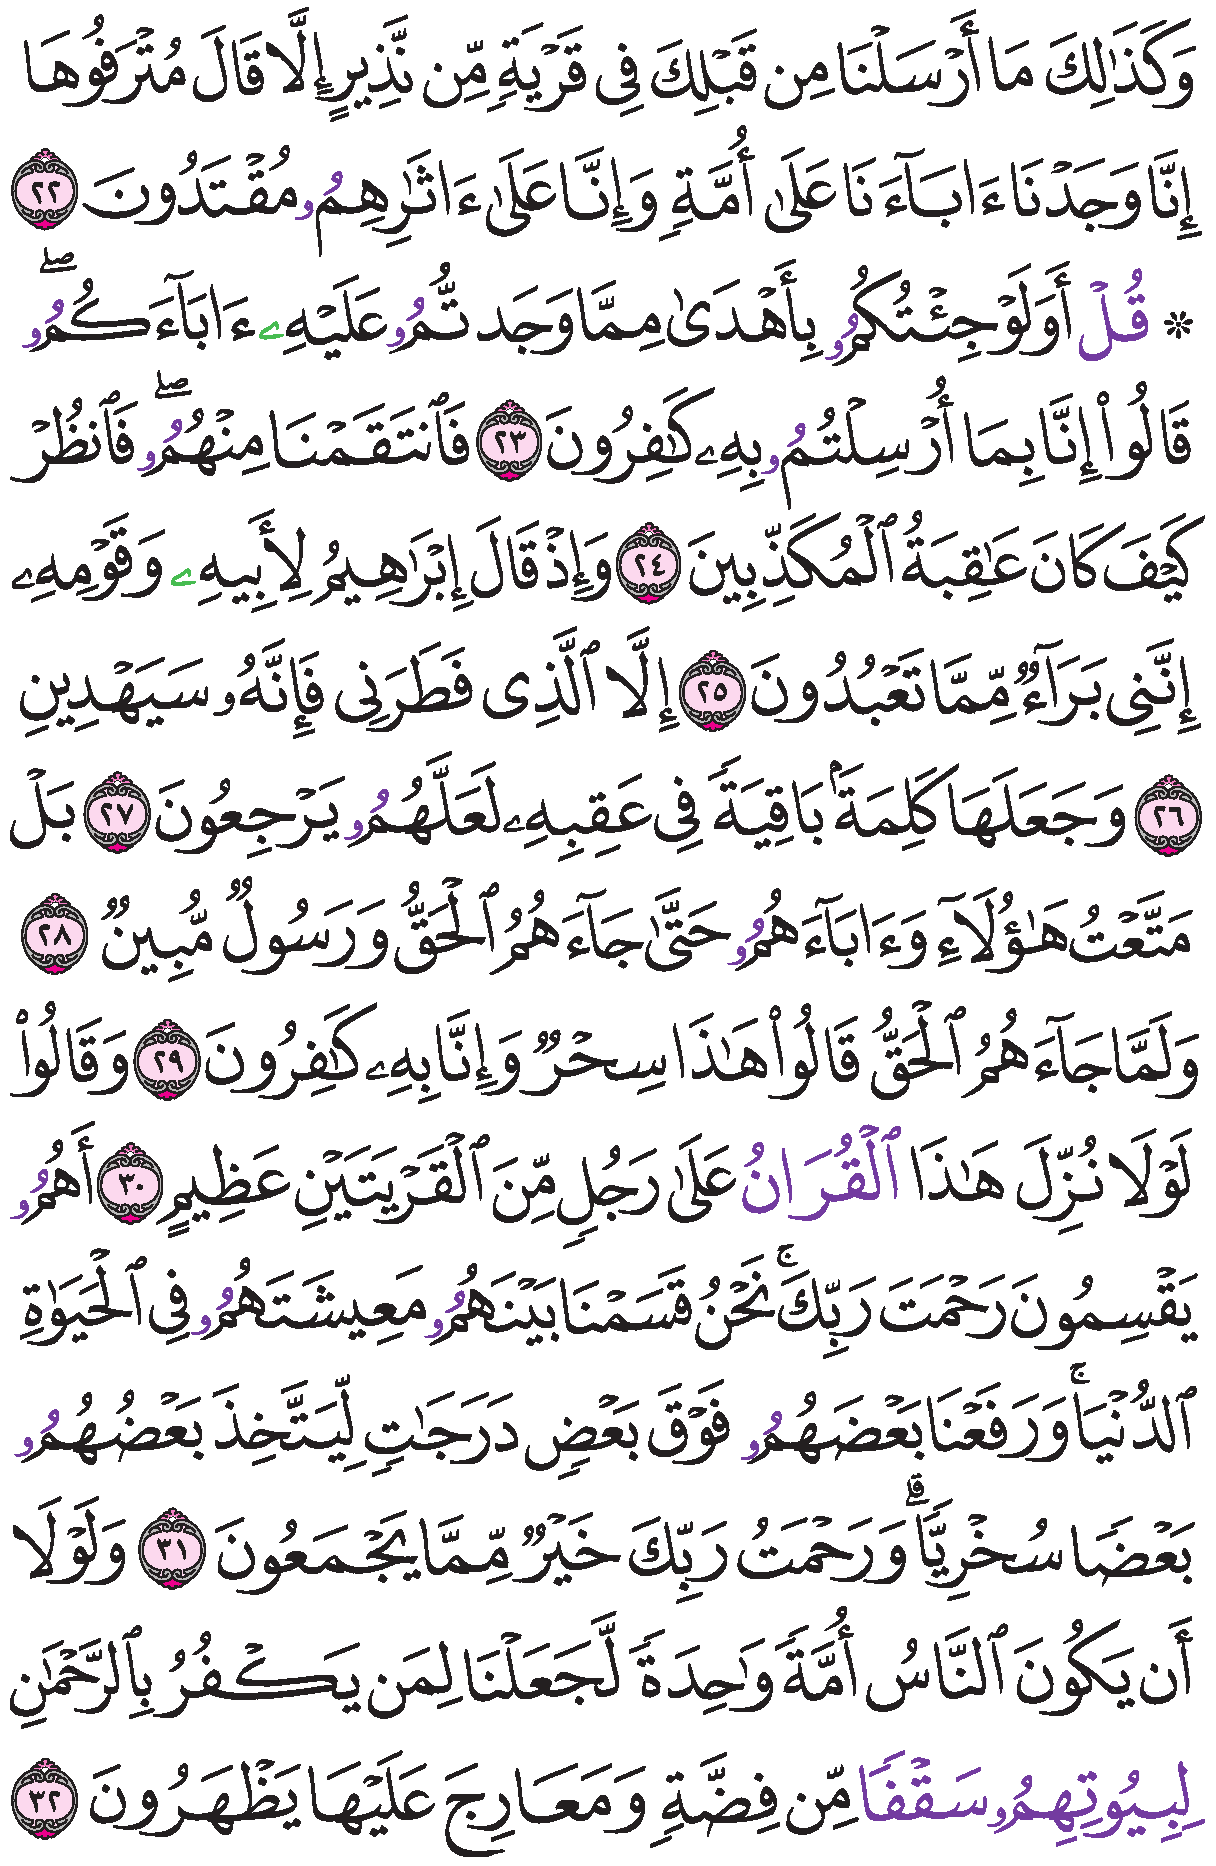 وَكَذَٰلِكَ مَا أَرْسَلْنَا مِن قَبْلِكَ فِي قَرْيَةٍ مِّن نَّذِيرٍ إِلَّا قَالَ مُتْرَفُوهَا
إِنَّا وَجَدْنَا ءَابَآءَنَا عَلَىٰ أُمَّةٍ وَإِنَّا عَلَىٰ ءَاثَٰرِهِمُۥ مُقْتَدُونَ ٢٢
۞ قُلْ أَوَلَوْ جِئْتُكُمُۥ بِأَهْدَىٰ مِمَّا وَجَدتُّمُۥ عَلَيْهِۦ ءَابَآءَكُمُۥۖ
قَالُوا۟ إِنَّا بِمَا أُرْسِلْتُمُۥ بِهِۦ كَٰفِرُونَ ٢٣ فَٱنتَقَمْنَا مِنْهُمُۥۖ فَٱنظُرْ
كَيْفَ كَانَ عَٰقِبَةُ ٱلْمُكَذِّبِينَ ٢٤ وَإِذْ قَالَ إِبْرَٰهِيمُ لِأَبِيهِۦ وَقَوْمِهِۦ
إِنَّنِي بَرَآءٌ مِّمَّا تَعْبُدُونَ ٢٥ إِلَّا ٱلَّذِي فَطَرَنِي فَإِنَّهُۥ سَيَهْدِينِ
٢٦ وَجَعَلَهَا كَلِمَةَۢ بَاقِيَةً فِي عَقِبِهِۦ لَعَلَّهُمُۥ يَرْجِعُونَ ٢٧ بَلْ
مَتَّعْتُ هَٰؤُلَآءِ وَءَابَآءَهُمُۥ حَتَّىٰ جَآءَهُمُ ٱلْحَقُّ وَرَسُولٌ مُّبِينٌ ٢٨
وَلَمَّا جَآءَهُمُ ٱلْحَقُّ قَالُوا۟ هَٰذَا سِحْرٌ وَإِنَّا بِهِۦ كَٰفِرُونَ ٢٩ وَقَالُوا۟
لَوْلَا نُزِّلَ هَٰذَا ٱلْقُرَانُ عَلَىٰ رَجُلٍ مِّنَ ٱلْقَرْيَتَيْنِ عَظِيمٍ ٣٠ أَهُمُۥ
يَقْسِمُونَ رَحْمَتَ رَبِّكَۚ نَحْنُ قَسَمْنَا بَيْنَهُمُۥ مَعِيشَتَهُمُۥ فِي ٱلْحَيَوٰةِ
ٱلدُّنْيَاۚ وَرَفَعْنَا بَعْضَهُمُۥ فَوْقَ بَعْضٍ دَرَجَٰتٍ لِّيَتَّخِذَ بَعْضُهُمُۥ
بَعْضًا سُخْرِيًّاۗ وَرَحْمَتُ رَبِّكَ خَيْرٌ مِّمَّا يَجْمَعُونَ ٣١ وَلَوْلَا
أَن يَكُونَ ٱلنَّاسُ أُمَّةً وَٰحِدَةً لَّجَعَلْنَا لِمَن يَكْفُرُ بِٱلرَّحْمَٰنِ
لِبِيُوتِهِمُۥ سَقْفًا مِّن فِضَّةٍ وَمَعَارِجَ عَلَيْهَا يَظْهَرُونَ ٣٢